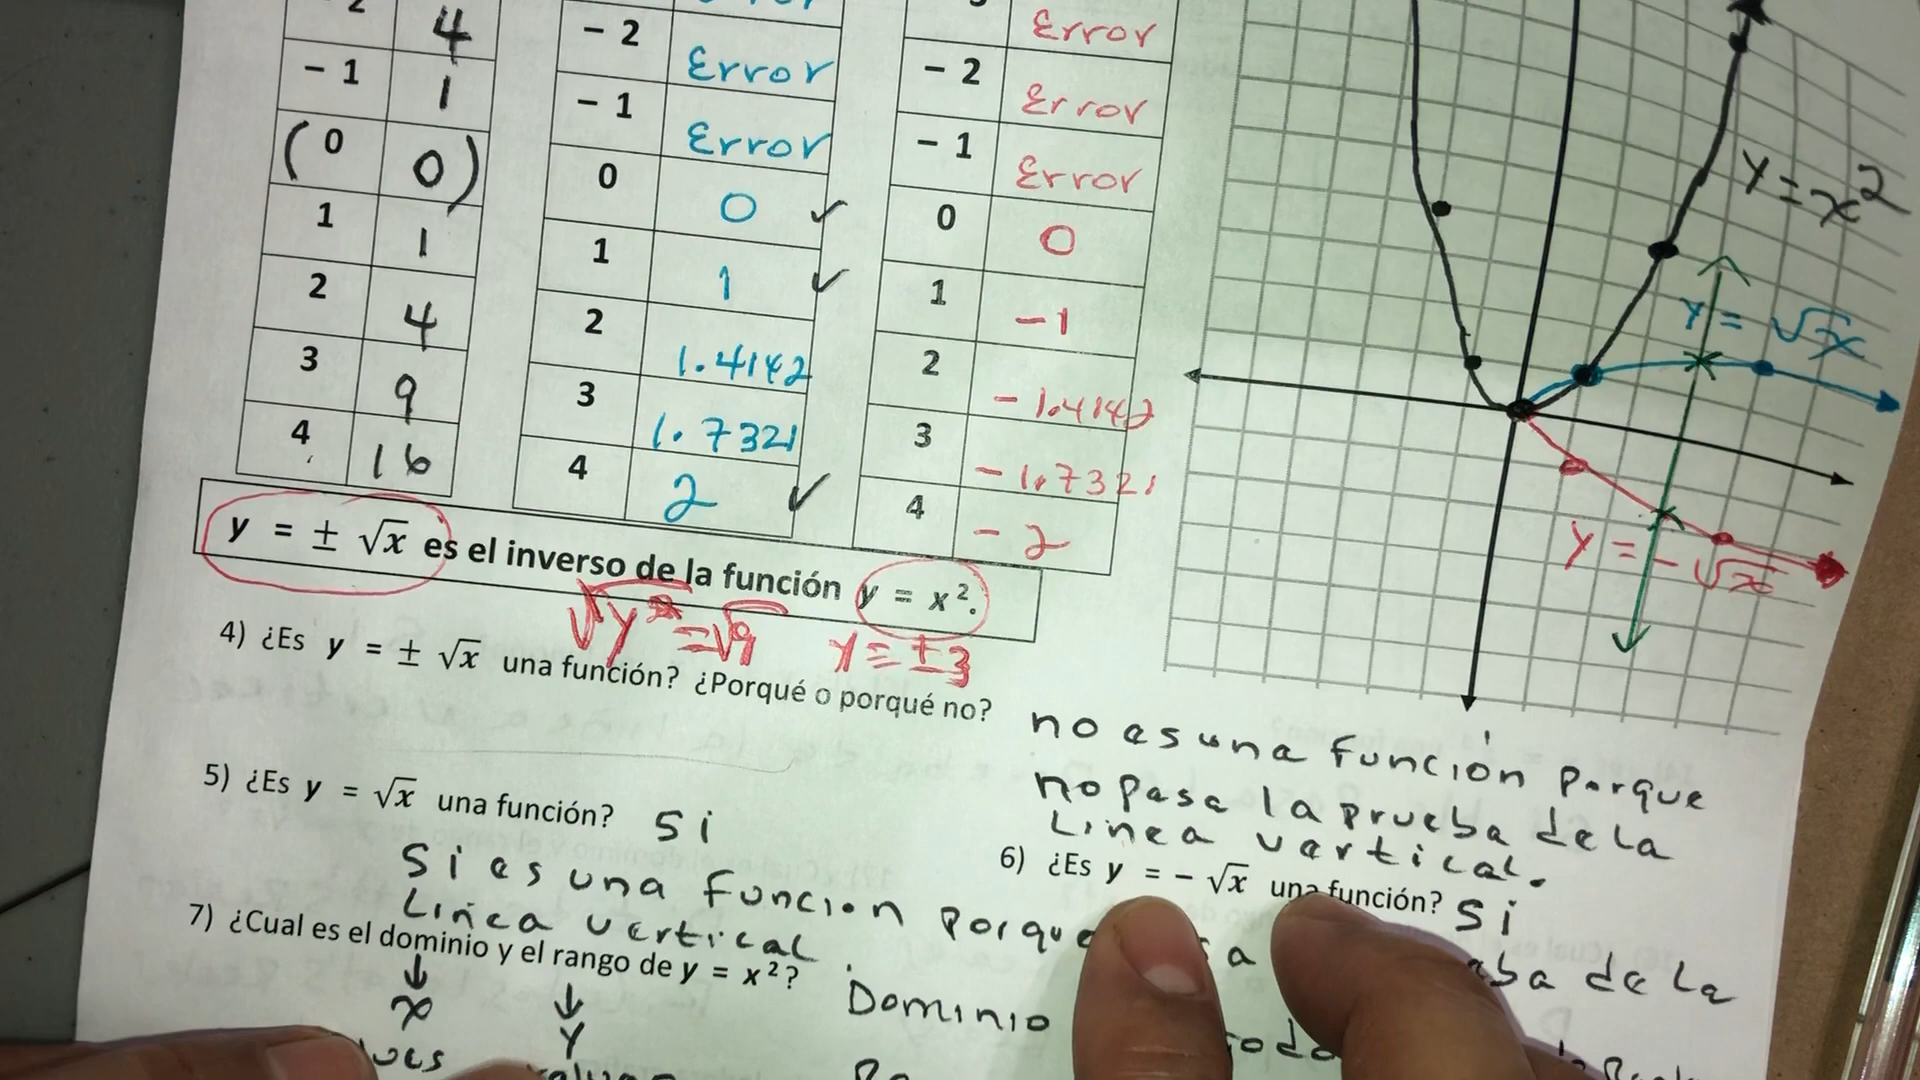 4
- 1 1
( 0 0 )
1 1
2 4
3 9
4 16
- 2 Error
- 1 Error
0 0 ✓
1 1 ✓
2 1.4142
3 1.7321
4 2 ✓
Error
- 2 Error
- 1 Error
0 0
1 -1
2 -1.4142
3 -1.7321
4 -2
y = x²
y = √x
y = -√x
y = ± √x es el inverso de la función y = x².
√y² = √9 y = ±3
4) ¿Es y = ± √x una función? ¿Porqué o porqué no?
no es una función porque
no pasa la prueba de la
Linea vertical.
5) ¿Es y = √x una función? Si
Si es una función
Linea vertical.
6) ¿Es y = - √x una función? Si
de la
7) ¿Cual es el dominio y el rango de y = x²?
x y
Dominio